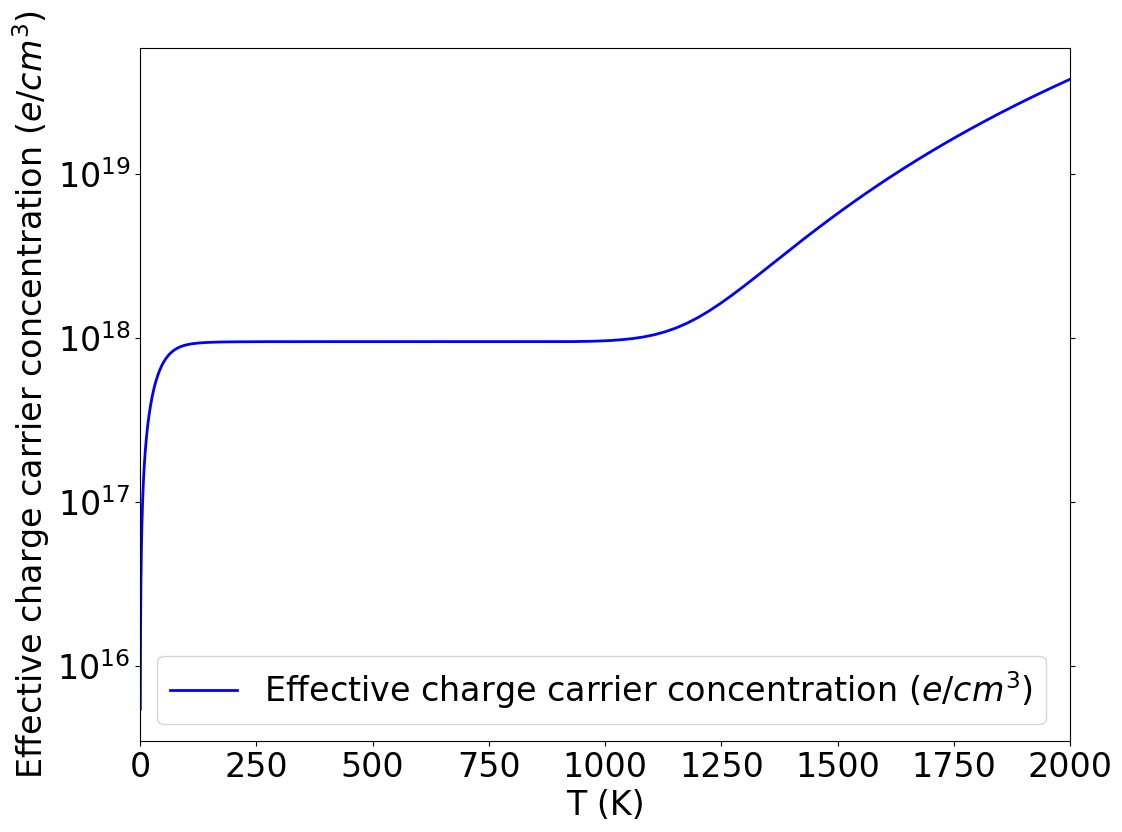 Effective charge carrier concentration (e/cm³)
10¹⁹
10¹⁸
10¹⁷
10¹⁶
Effective charge carrier concentration (e/cm³)
0 250 500 750 1000 1250 1500 1750 2000
T (K)